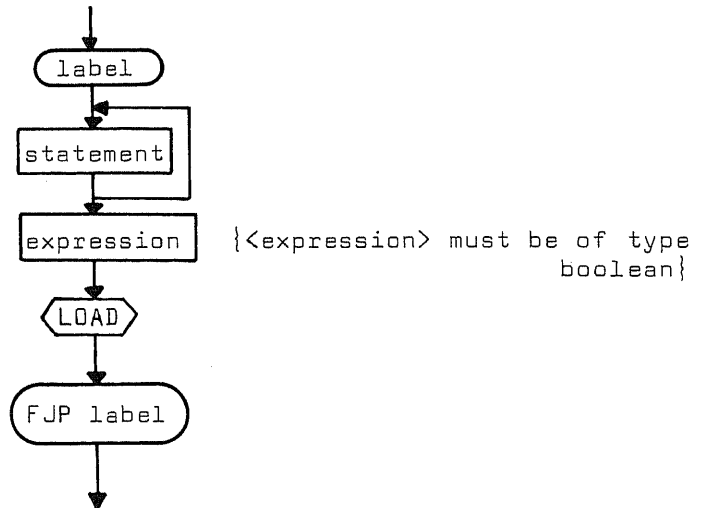 label
statement
expression {<expression> must be of type
boolean}
LOAD
FJP label